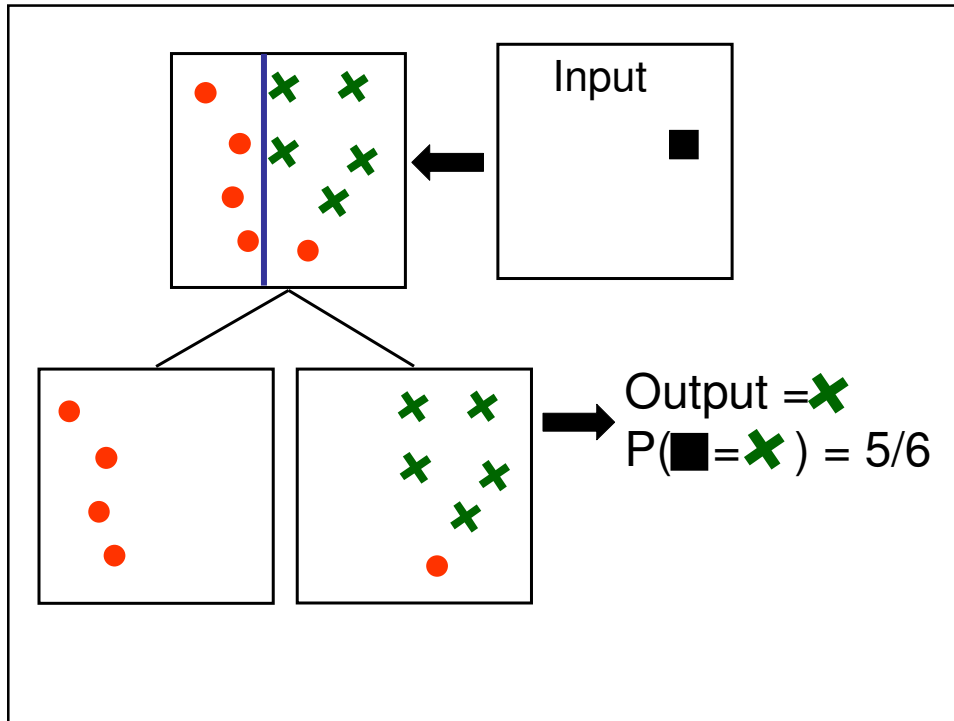 Input
Output =✖
P(■=✖) = 5/6